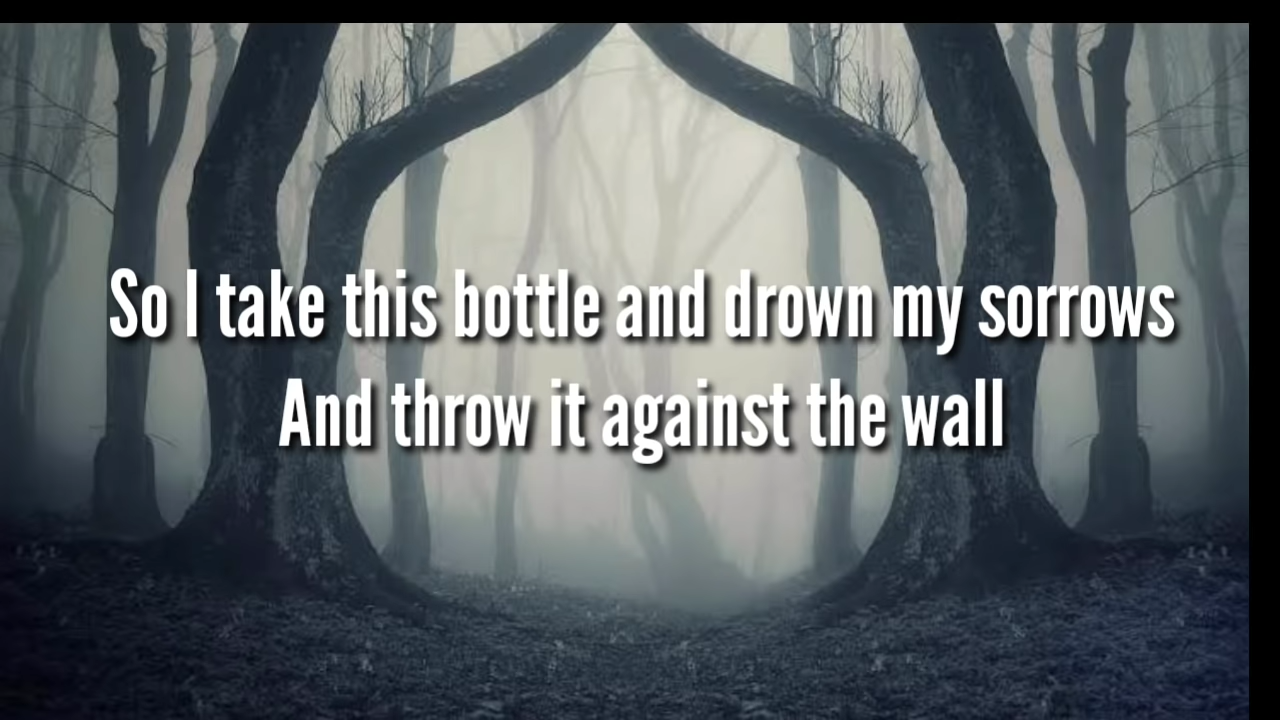 So I take this bottle and drown my sorrows
And throw it against the wall